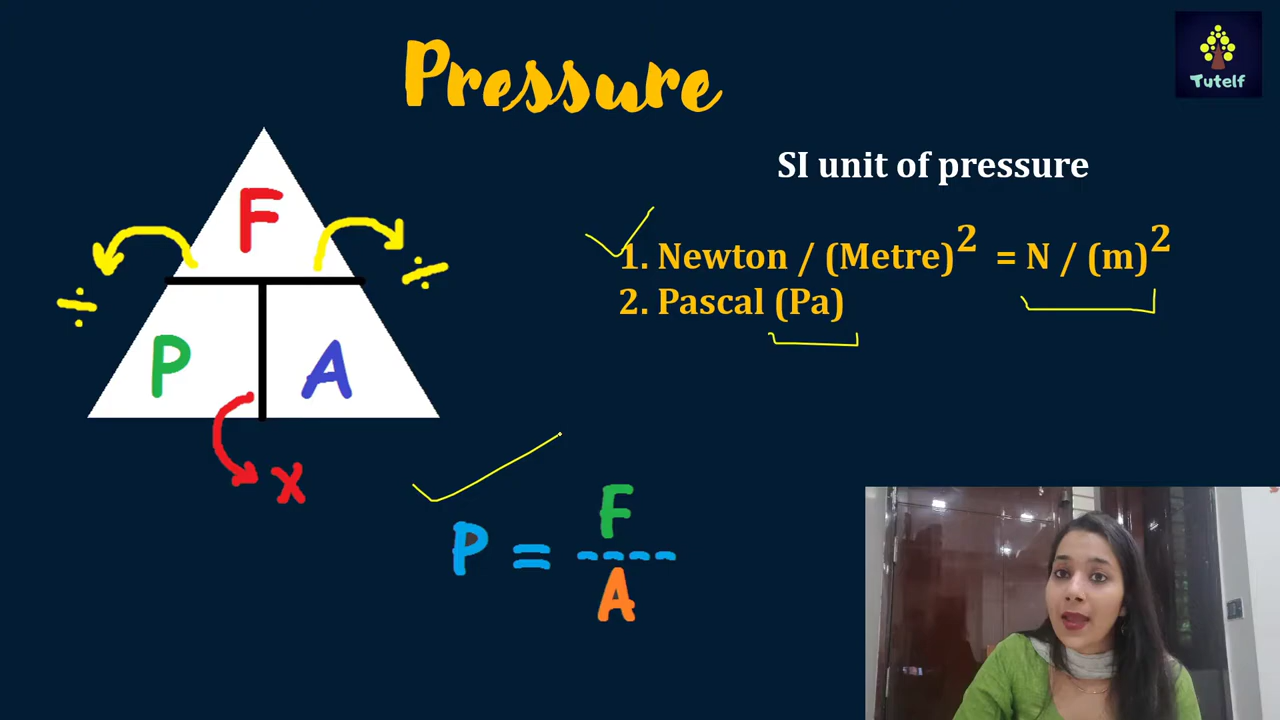 Pressure
Tutelf
SI unit of pressure
1. Newton / (Metre)² = N / (m)²
2. Pascal (Pa)
F
÷
÷
P
A
x
P = F
----
A